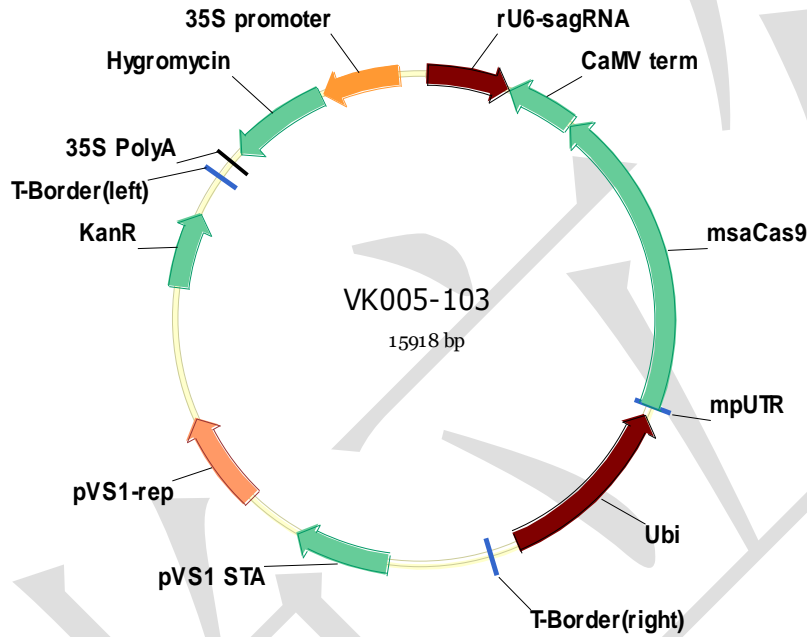 35S promoter
rU6-sagRNA
Hygromycin
CaMV term
35S PolyA
T-Border(left)
KanR
msaCas9
VK005-103
15918 bp
mpUTR
pVS1-rep
Ubi
pVS1 STA
T-Border(right)